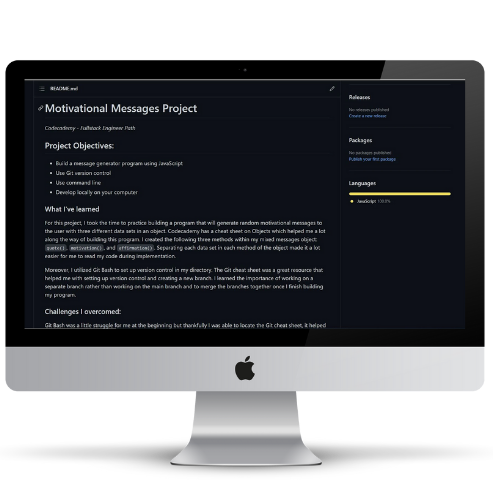 README.md
Motivational Messages Project
Codecademy - Fullstack Engineer Path
Project Objectives:
Build a message generator program using JavaScript
Use Git version control
Use command line
Develop locally on your computer
What I've learned
For this project, I took the time to practice building a program that will generate random motivational messages to
the user with three different data sets in an object. Codecademy has a cheat sheet on Objects which helped me a lot
along the way of building this program. I created the following three methods within my mixed messages object:
quote(), motivation(), and affirmation(). Separating each data set in each method of the object made it a lot
easier for me to read my code during implementation.
Moreover, I utilized Git Bash to set up version control in my directory. The Git cheat sheet was a great resource that
helped me with setting up version control and creating a new branch. I learned the importance of working on a
separate branch rather than working on the main branch and to merge the branches together once I finish building
my program.
Challenges I overcomed:
Git Bash was a little struggle for me at the beginning but thankfully I was able to locate the Git cheat sheet, it helped
Releases
No releases published
Create a new release
Packages
No packages published
Publish your first package
Languages
JavaScript 100.0%